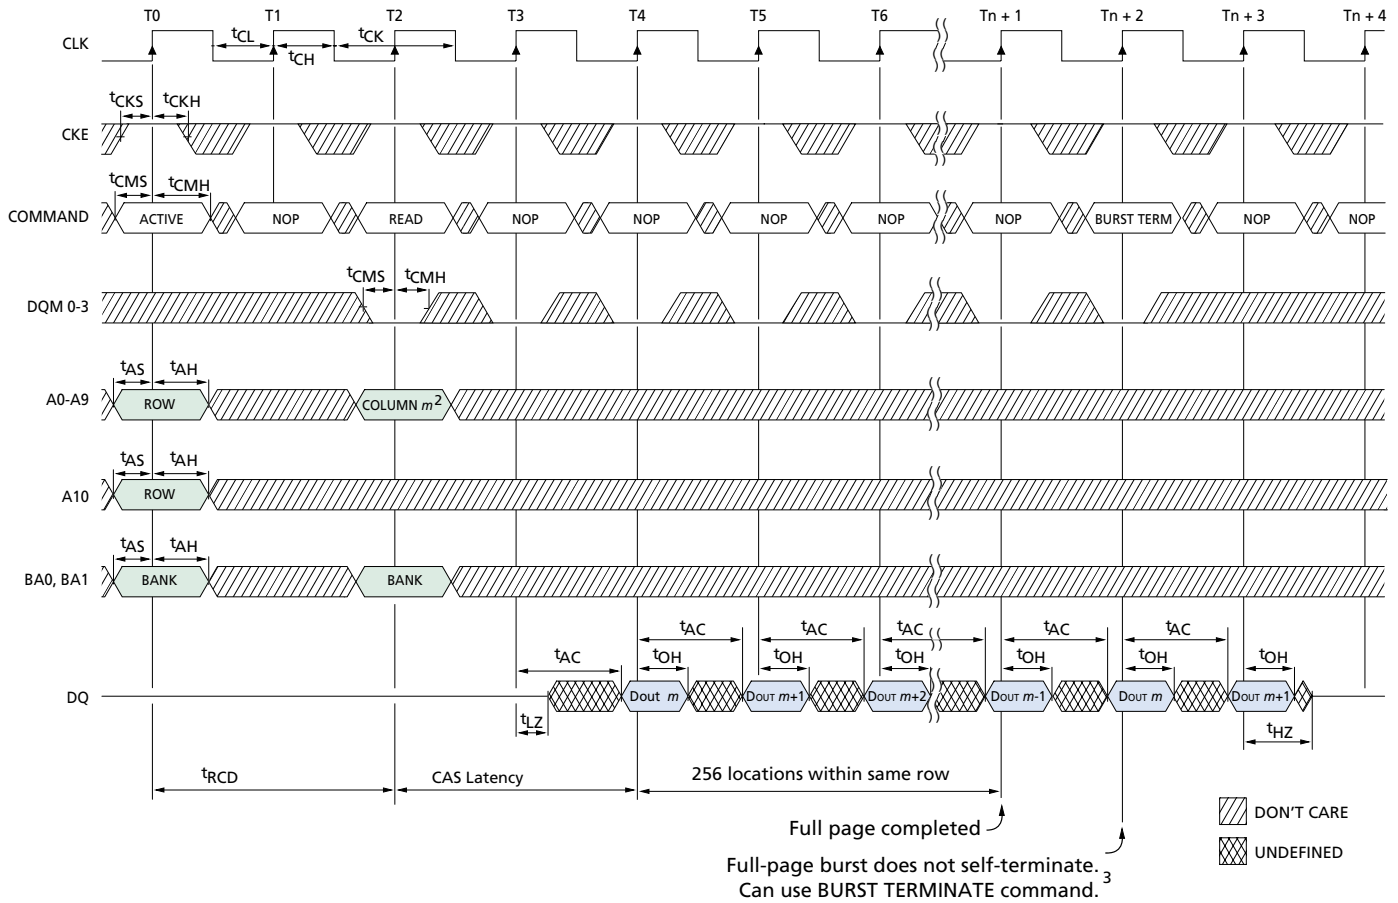 T0 T1 T2 T3 T4 T5 T6 Tn + 1 Tn + 2 Tn + 3 Tn + 4
CLK tCL tCH tCK
tCKS tCKH
CKE
tCMS tCMH
COMMAND ACTIVE NOP READ NOP NOP NOP NOP NOP BURST TERM NOP NOP
tCMS tCMH
DQM 0-3
tAS tAH
A0-A9 ROW COLUMN m2
tAS tAH
A10 ROW
tAS tAH
BA0, BA1 BANK BANK
tAC tAC tAC tAC tAC
tAC tOH tOH tOH tOH tOH tOH
DQ Dout m DOUT m+1 DOUT m+2 DOUT m-1 DOUT m DOUT m+1
tLZ tHZ
tRCD CAS Latency 256 locations within same row
Full page completed
DON'T CARE
UNDEFINED
Full-page burst does not self-terminate.
Can use BURST TERMINATE command. 3